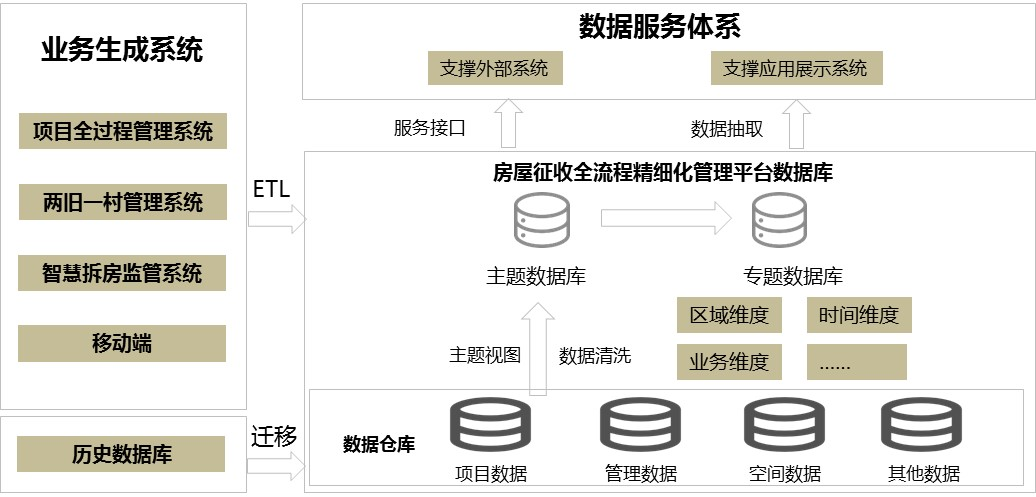 业务生成系统
项目全过程管理系统
两旧一村管理系统
智慧拆房监管系统
移动端
历史数据库
ETL
迁移
数据服务体系
支撑外部系统
支撑应用展示系统
服务接口
数据抽取
房屋征收全流程精细化管理平台数据库
主题数据库
专题数据库
区域维度
时间维度
业务维度
......
主题视图
数据清洗
数据仓库
项目数据
管理数据
空间数据
其他数据